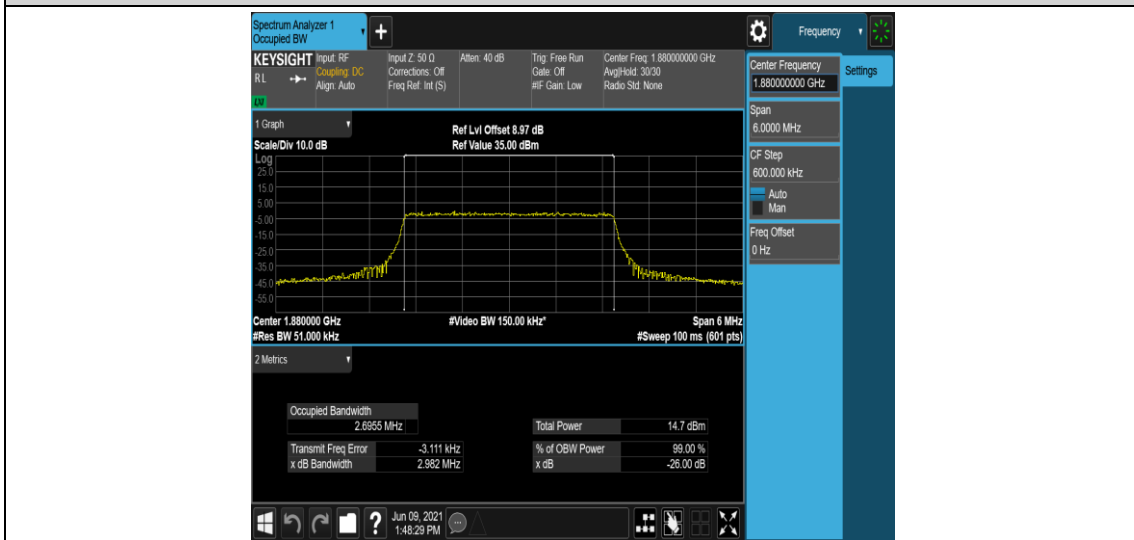 Spectrum Analyzer 1
Occupied BW
Frequency
KEYSIGHT
RL
Input: RF
Coupling: DC
Align: Auto
Input Z: 50 Ω
Corrections: Off
Freq Ref: Int (S)
Atten: 40 dB
Trig: Free Run
Gate: Off
#IF Gain: Low
Center Freq: 1.880000000 GHz
Avg|Hold: 30/30
Radio Std: None
Center Frequency
1.880000000 GHz
Settings
Span
6.0000 MHz
CF Step
600.000 kHz
Auto
Man
Freq Offset
0 Hz
1 Graph
Scale/Div 10.0 dB
Ref Lvl Offset 8.97 dB
Ref Value 35.00 dBm
Log
25.0
15.0
5.00
-5.00
-15.0
-25.0
-35.0
-45.0
-55.0
Center 1.880000 GHz
#Res BW 51.000 kHz
#Video BW 150.00 kHz*
Span 6 MHz
#Sweep 100 ms (601 pts)
2 Metrics
Occupied Bandwidth
2.6955 MHz
Total Power 14.7 dBm
Transmit Freq Error -3.111 kHz
% of OBW Power 99.00 %
x dB Bandwidth 2.982 MHz
x dB -26.00 dB
Jun 09, 2021
1:48:29 PM